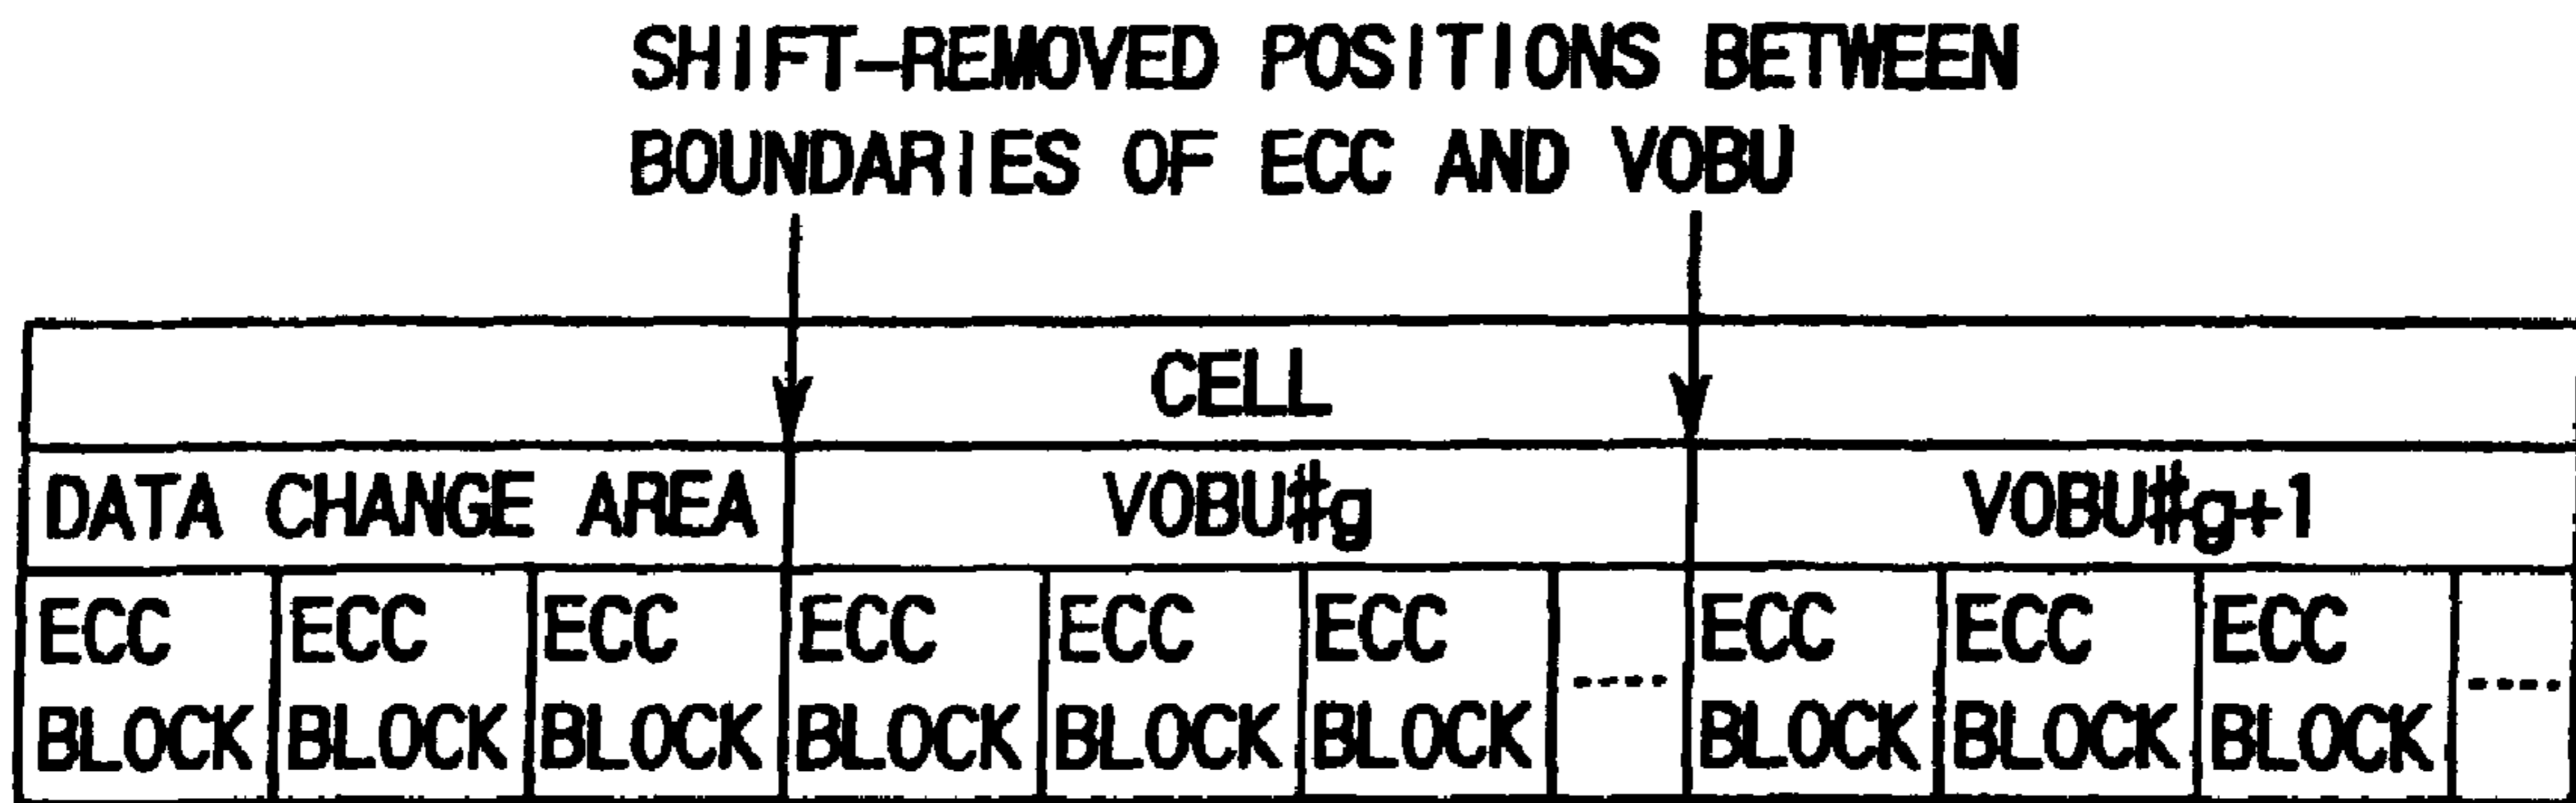 SHIFT-REMOVED POSITIONS BETWEEN
BOUNDARIES OF ECC AND VOBU
CELL
DATA CHANGE AREA VOBU#g VOBU#g+1
ECC ECC ECC ECC ECC ECC ECC ECC ECC
BLOCK BLOCK BLOCK BLOCK BLOCK BLOCK ---- BLOCK BLOCK BLOCK ----